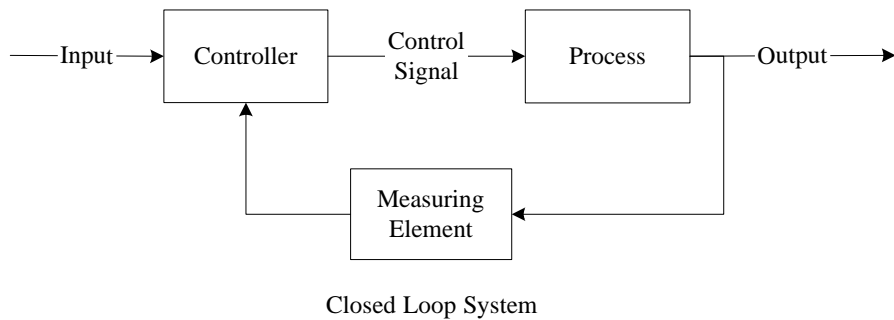 Input
Controller
Control
Signal
Process
Output
Measuring
Element
Closed Loop System